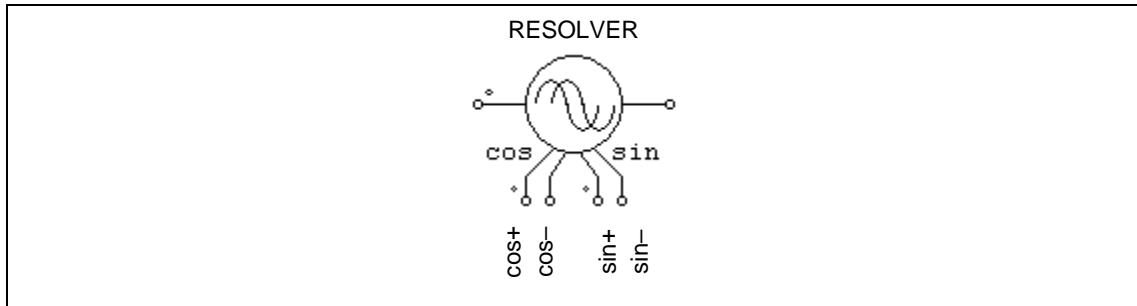 RESOLVER
cos sin
cos+ cos– sin+ sin–